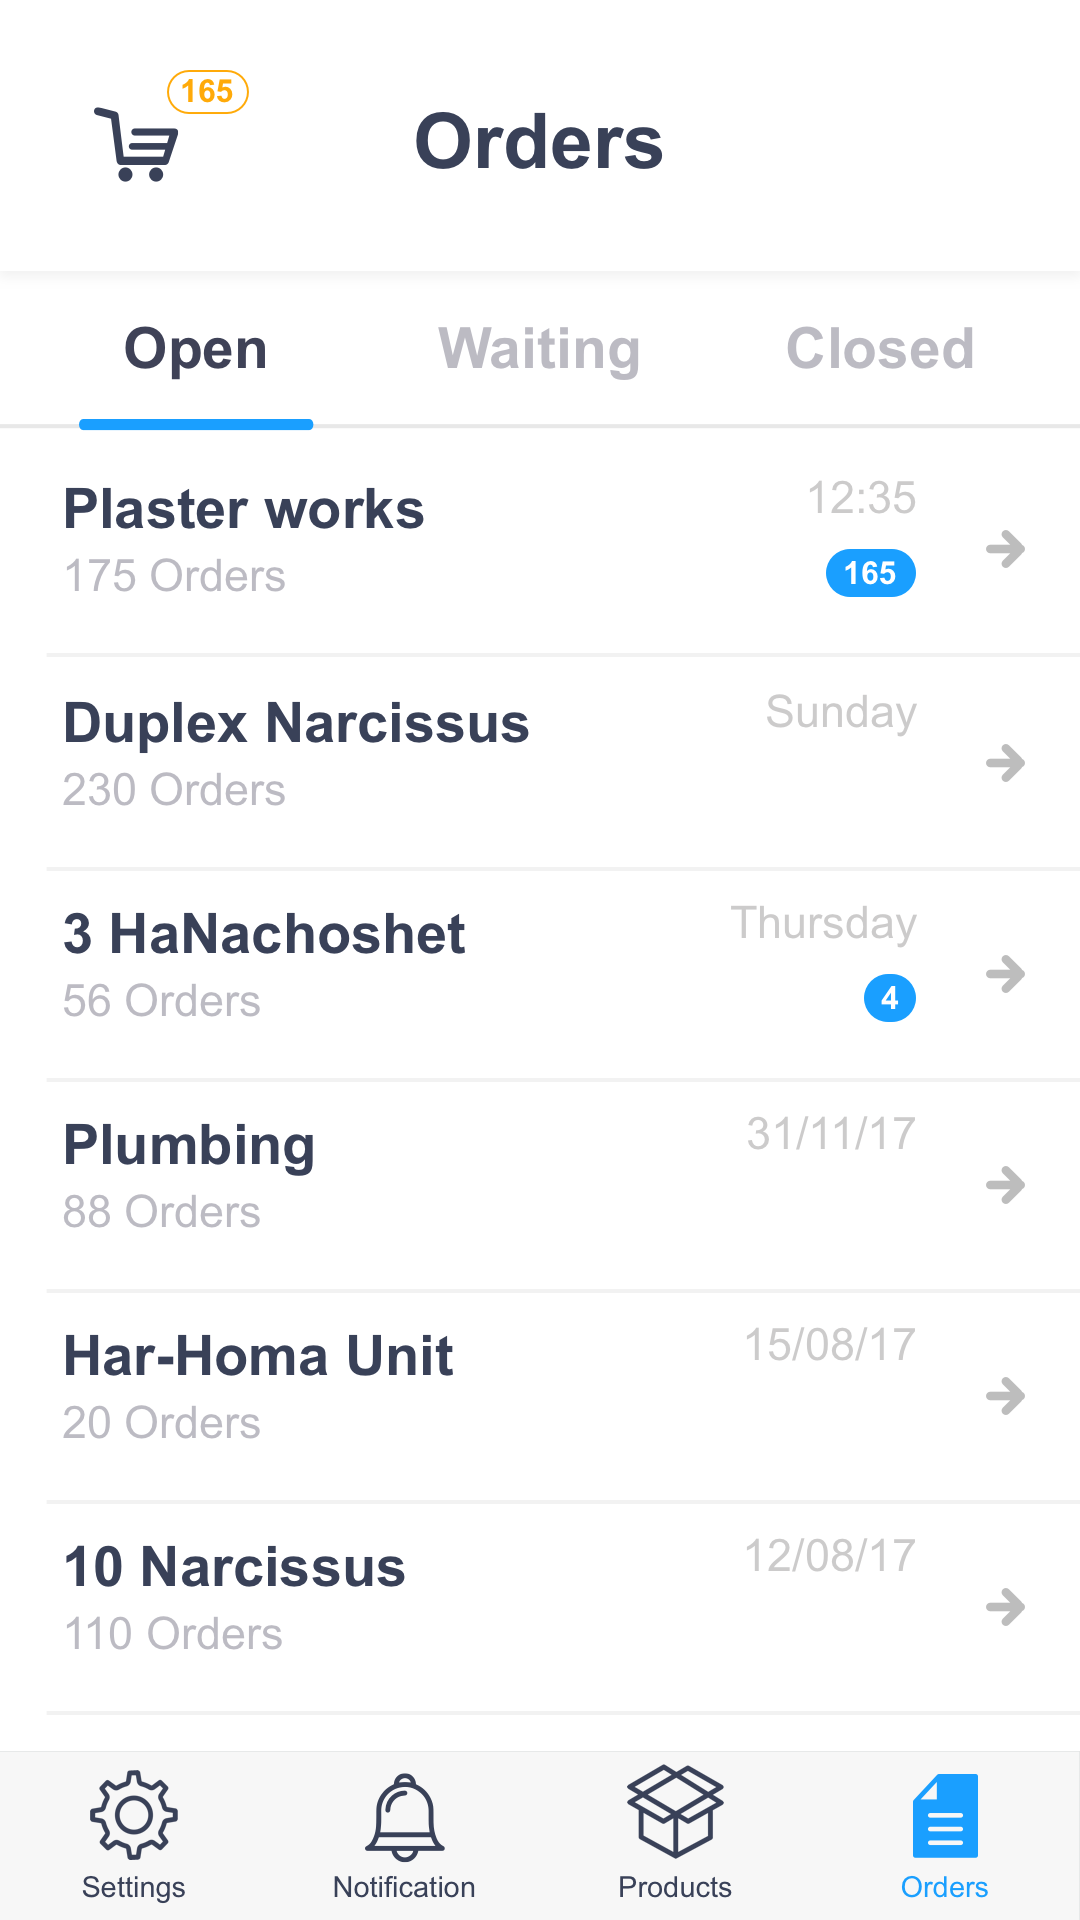 165
Orders
Open Waiting Closed
Plaster works 12:35
175 Orders 165
Duplex Narcissus Sunday
230 Orders
3 HaNachoshet Thursday
56 Orders 4
Plumbing 31/11/17
88 Orders
Har-Homa Unit 15/08/17
20 Orders
10 Narcissus 12/08/17
110 Orders
Settings Notification Products Orders